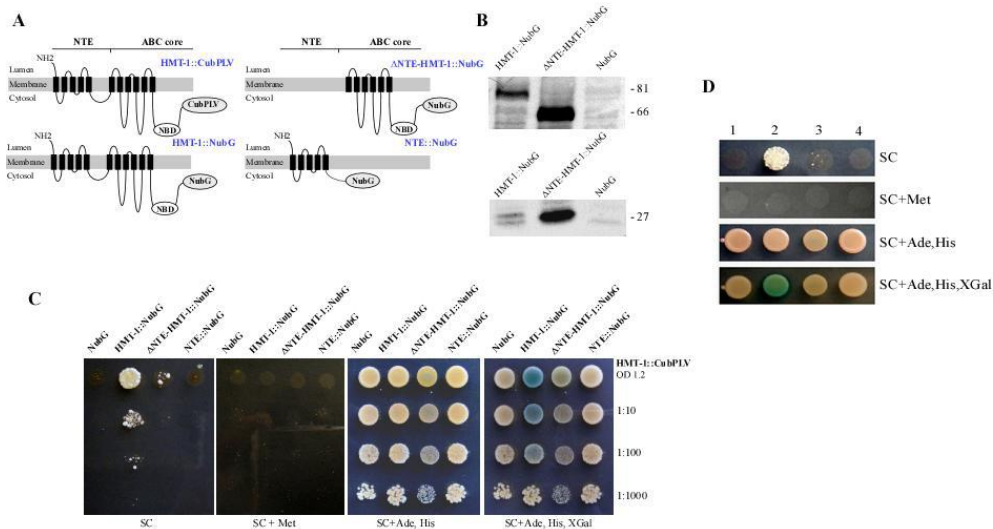 A
NTE ABC core
NH2
HMT-1::CubPLV
Lumen
Membrane
Cytosol
CubPLV
NBD
NTE ABC core
ΔNTE-HMT-1::NubG
Lumen
Membrane
Cytosol
NubG
NBD
NH2
HMT-1::NubG
Lumen
Membrane
Cytosol
NubG
NBD
NH2
NTE::NubG
Lumen
Membrane
Cytosol
NubG
B
HMT-1::NubG
ΔNTE-HMT-1::NubG
NubG
- 81
- 66
HMT-1::NubG
ΔNTE-HMT-1::NubG
NubG
- 27
D
1 2 3 4
SC
SC+Met
SC+Ade,His
SC+Ade,His,XGal
C
NubG
HMT-1::NubG
ΔNTE-HMT-1::NubG
NTE::NubG
NubG
HMT-1::NubG
ΔNTE-HMT-1::NubG
NTE::NubG
NubG
HMT-1::NubG
ΔNTE-HMT-1::NubG
NTE::NubG
NubG
HMT-1::NubG
ΔNTE-HMT-1::NubG
NTE::NubG
HMT-1::CubPLV
OD 1.2
1:10
1:100
1:1000
SC
SC + Met
SC+Ade, His
SC+Ade, His, XGal